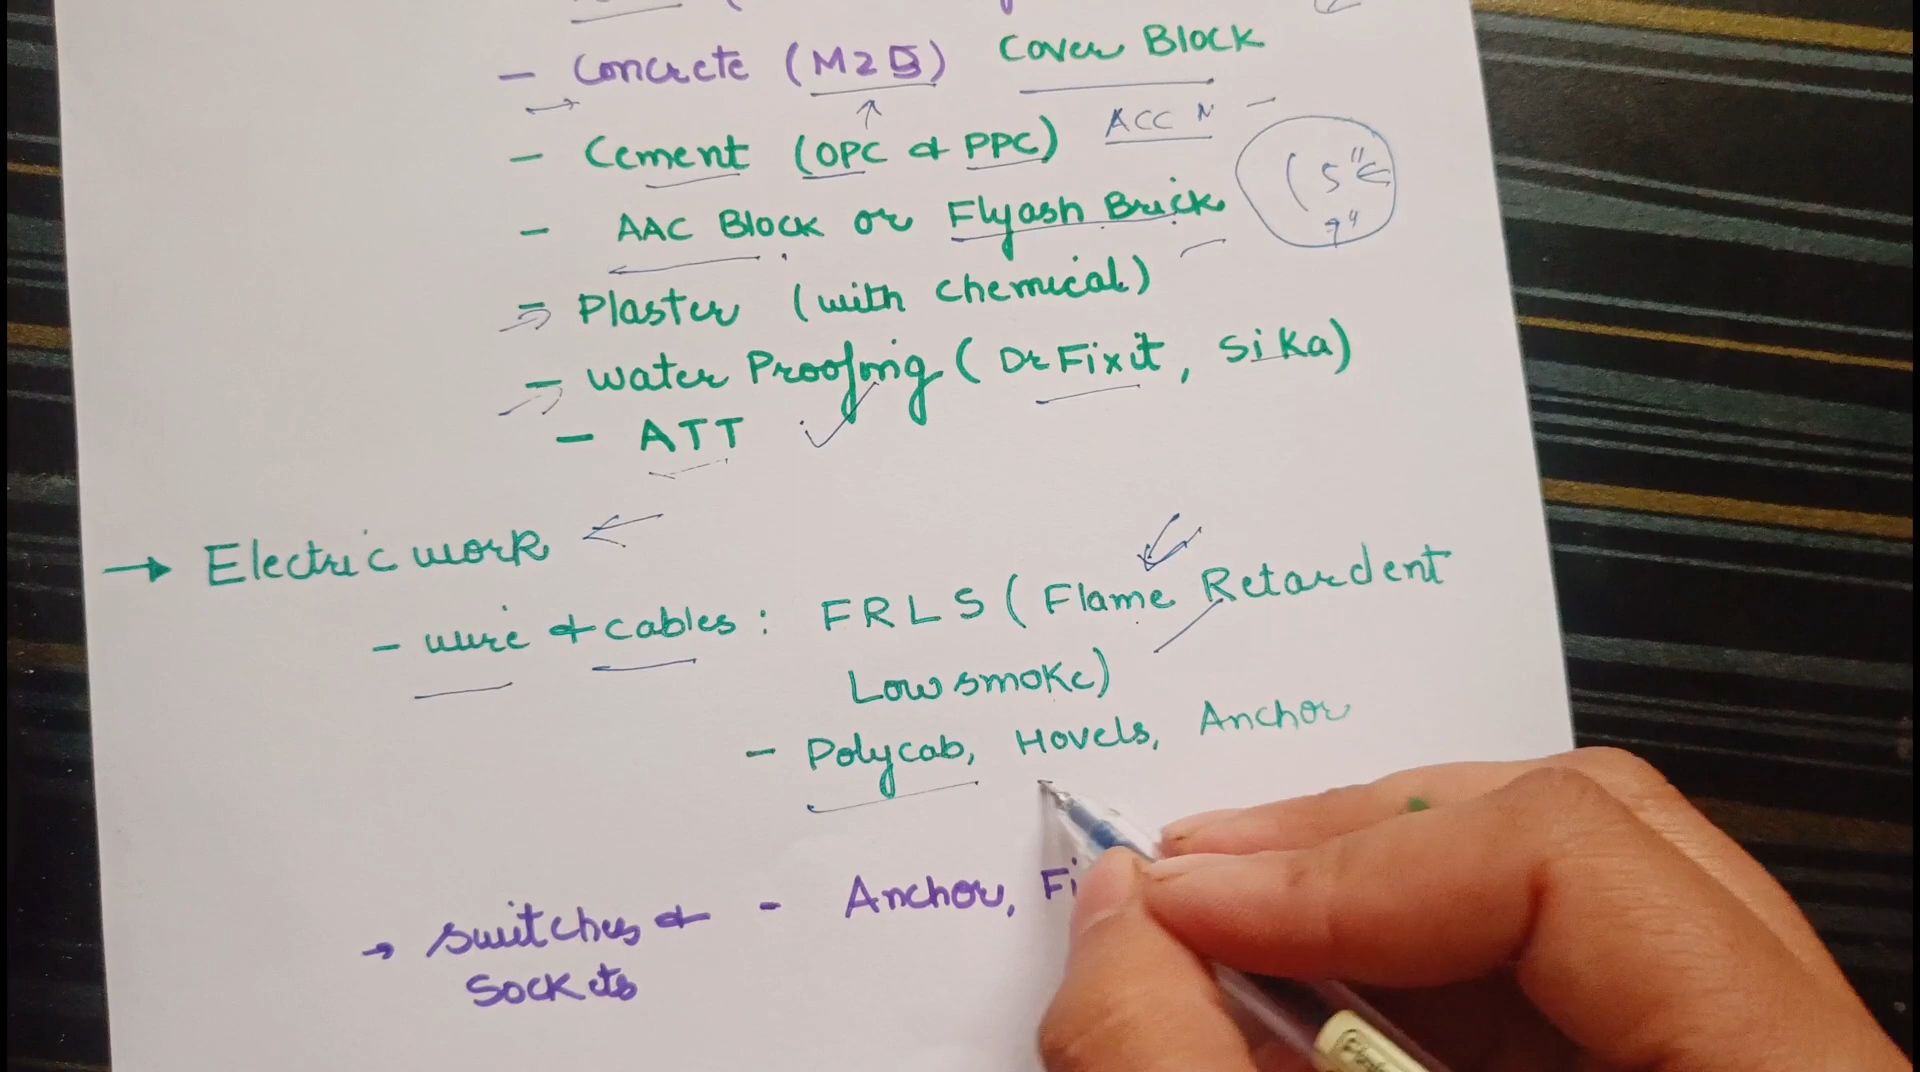 - Concrete (M25) Cover Block
- Cement (OPC & PPC) ACC N
- AAC Block or Flyash Brick (5"
9"
- Plaster (with chemical)
- Water Proofing (Dr Fixit, Sika)
- ATT
→ Electric work
- wire & cables : FRLS (Flame Retardent
Low smoke)
- Polycab, Hovels, Anchor
→ switches & - Anchor, Fi
Sockets